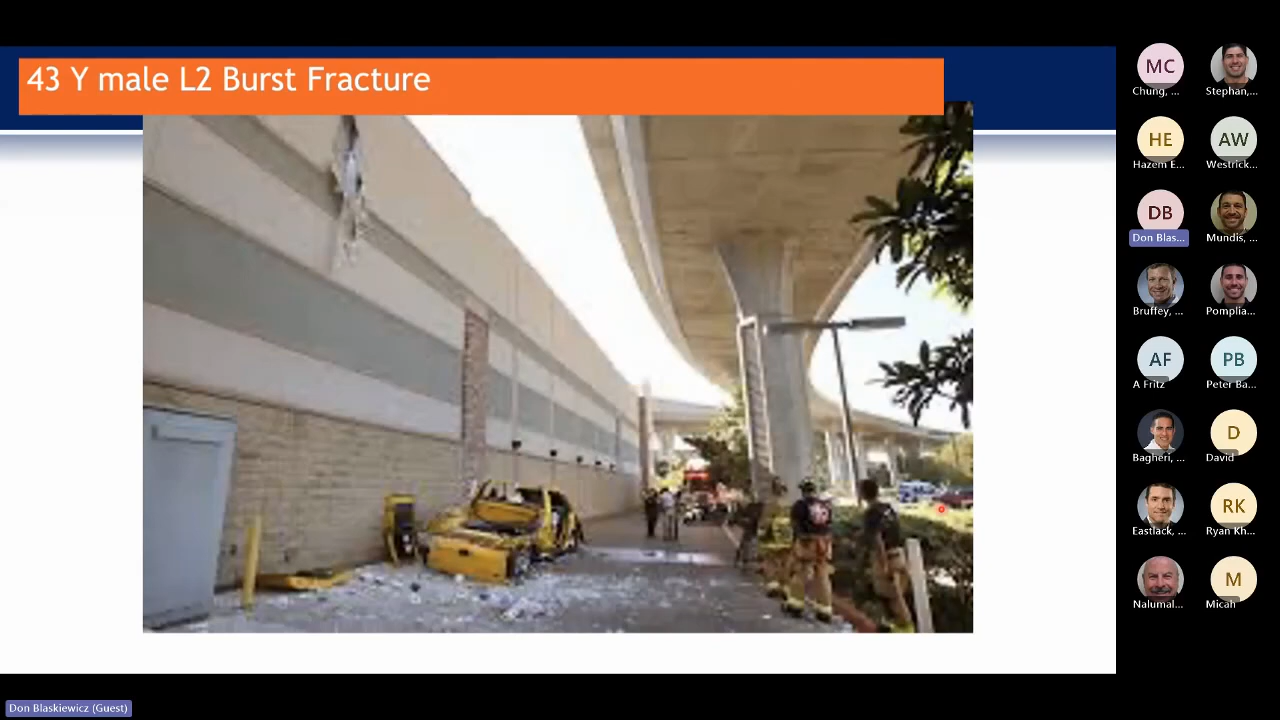 43 Y male L2 Burst Fracture
MC
Chung, ...
Stephan,...
HE
Hazem E...
AW
Westrick...
DB
Don Blas...
Mundis, ...
Bruffey, ...
Pomplia...
AF
A Fritz
PB
Peter Ba...
Bagheri, ...
D
David
Eastlack, ...
RK
Ryan Kh...
Nalumal...
M
Micah
Don Blaskiewicz (Guest)